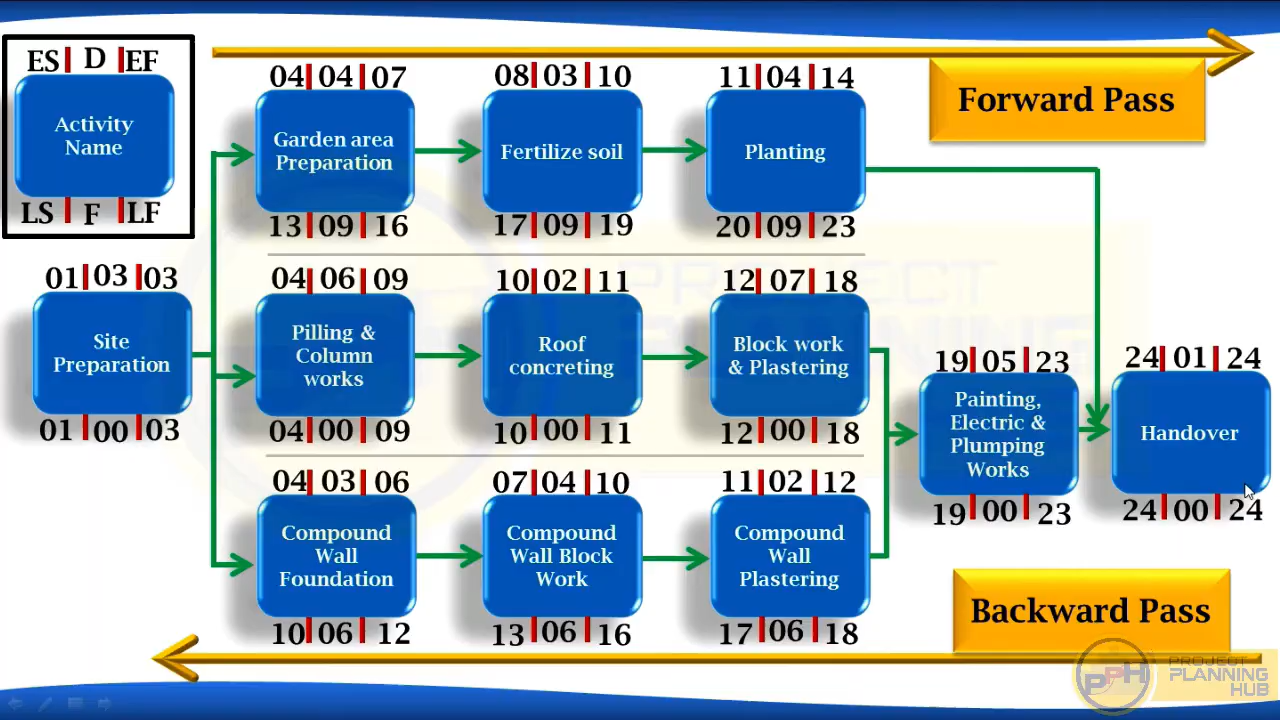 ES D EF
Activity
Name
LS F LF
Forward Pass
04 04 07
Garden area
Preparation
13 09 16
08 03 10
Fertilize soil
17 09 19
11 04 14
Planting
20 09 23
01 03 03
Site
Preparation
01 00 03
04 06 09
Pilling &
Column
works
04 00 09
10 02 11
Roof
concreting
10 00 11
12 07 18
Block work
& Plastering
12 00 18
04 03 06
Compound
Wall
Foundation
10 06 12
07 04 10
Compound
Wall Block
Work
13 06 16
11 02 12
Compound
Wall
Plastering
17 06 18
19 05 23
Painting,
Electric &
Plumping
Works
19 00 23
24 01 24
Handover
24 00 24
Backward Pass
PROJECT
PLANNING
PPH
PROJECT
PLANNING
HUB